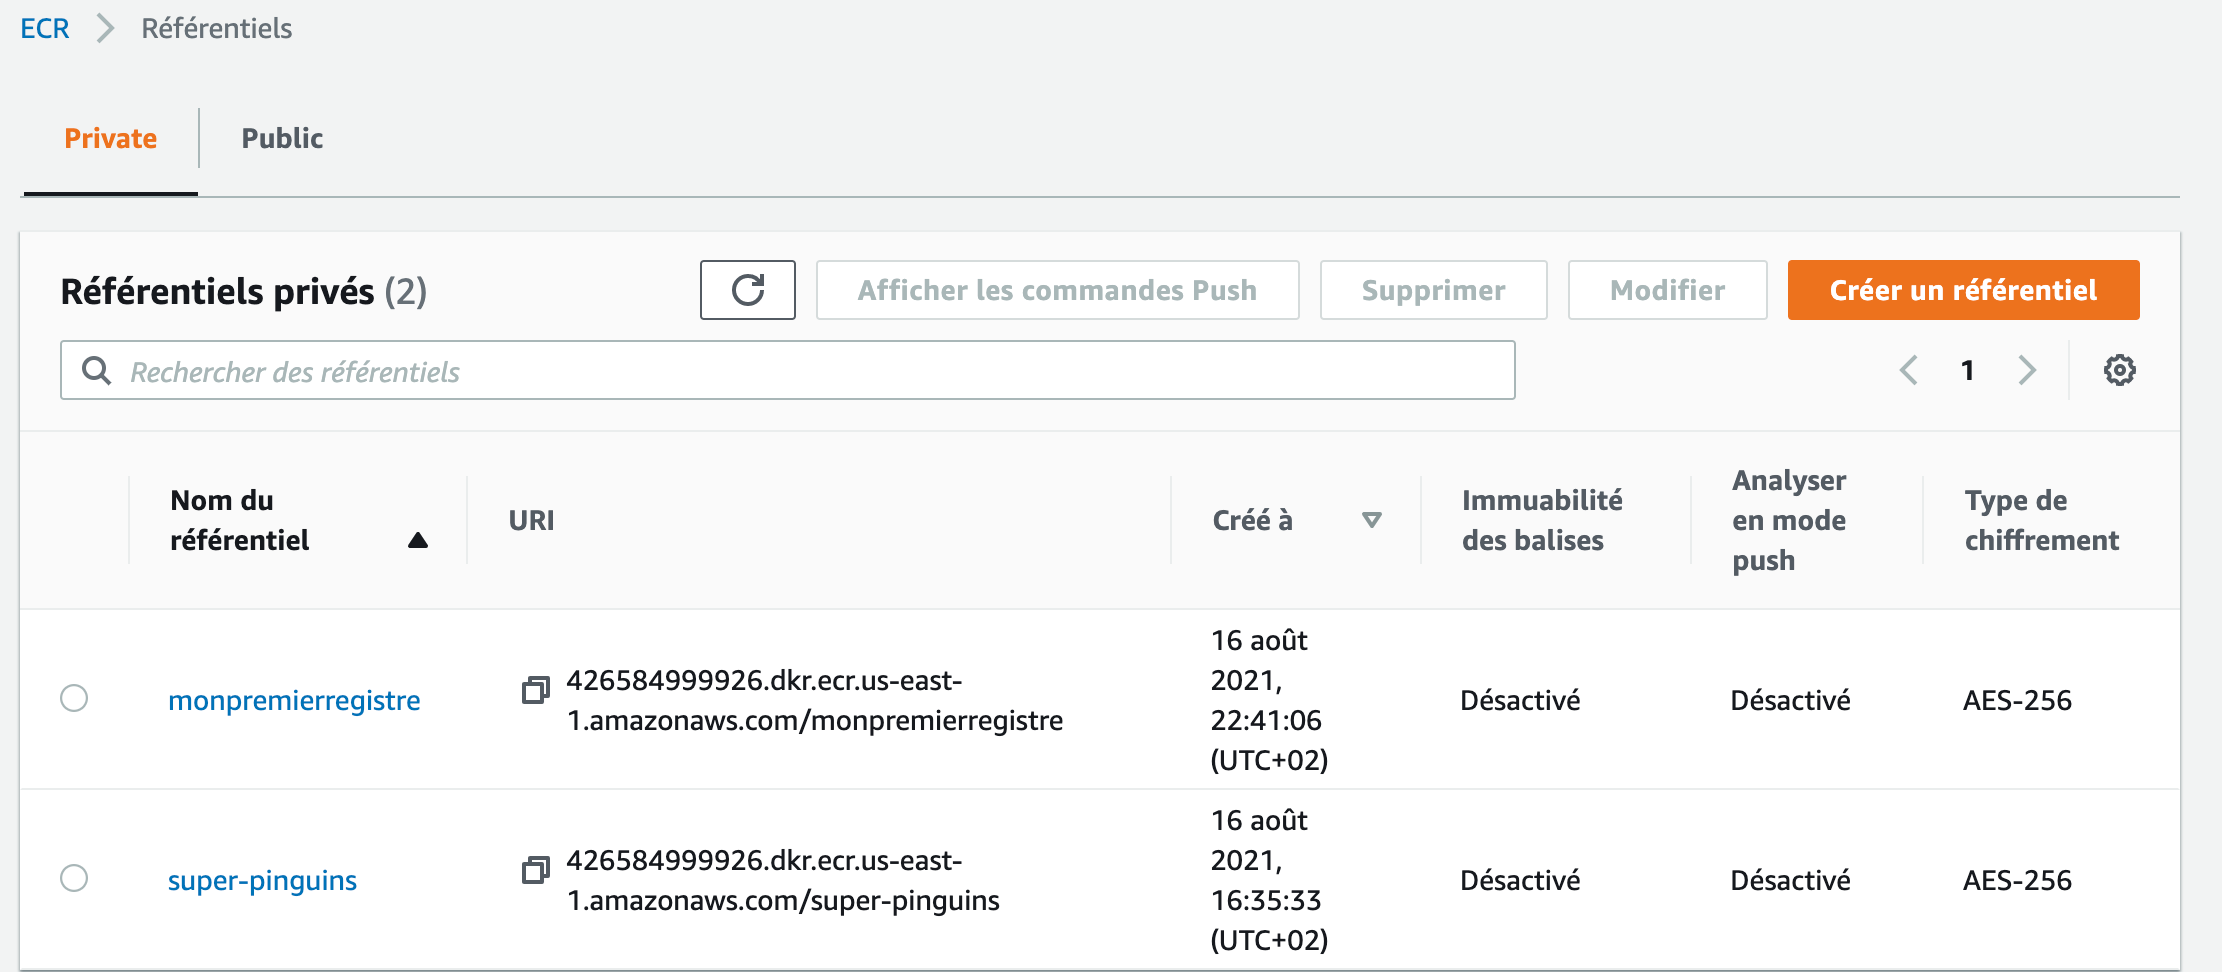 ECR > Référentiels
Private
Public
Référentiels privés (2)
Afficher les commandes Push
Supprimer
Modifier
Créer un référentiel
Rechercher des référentiels
1
Nom du
référentiel
URI
Créé à
Immuabilité
des balises
Analyser
en mode
push
Type de
chiffrement
monpremierregistre
426584999926.dkr.ecr.us-east-
1.amazonaws.com/monpremierregistre
16 août
2021,
22:41:06
(UTC+02)
Désactivé
Désactivé
AES-256
super-pinguins
426584999926.dkr.ecr.us-east-
1.amazonaws.com/super-pinguins
16 août
2021,
16:35:33
(UTC+02)
Désactivé
Désactivé
AES-256